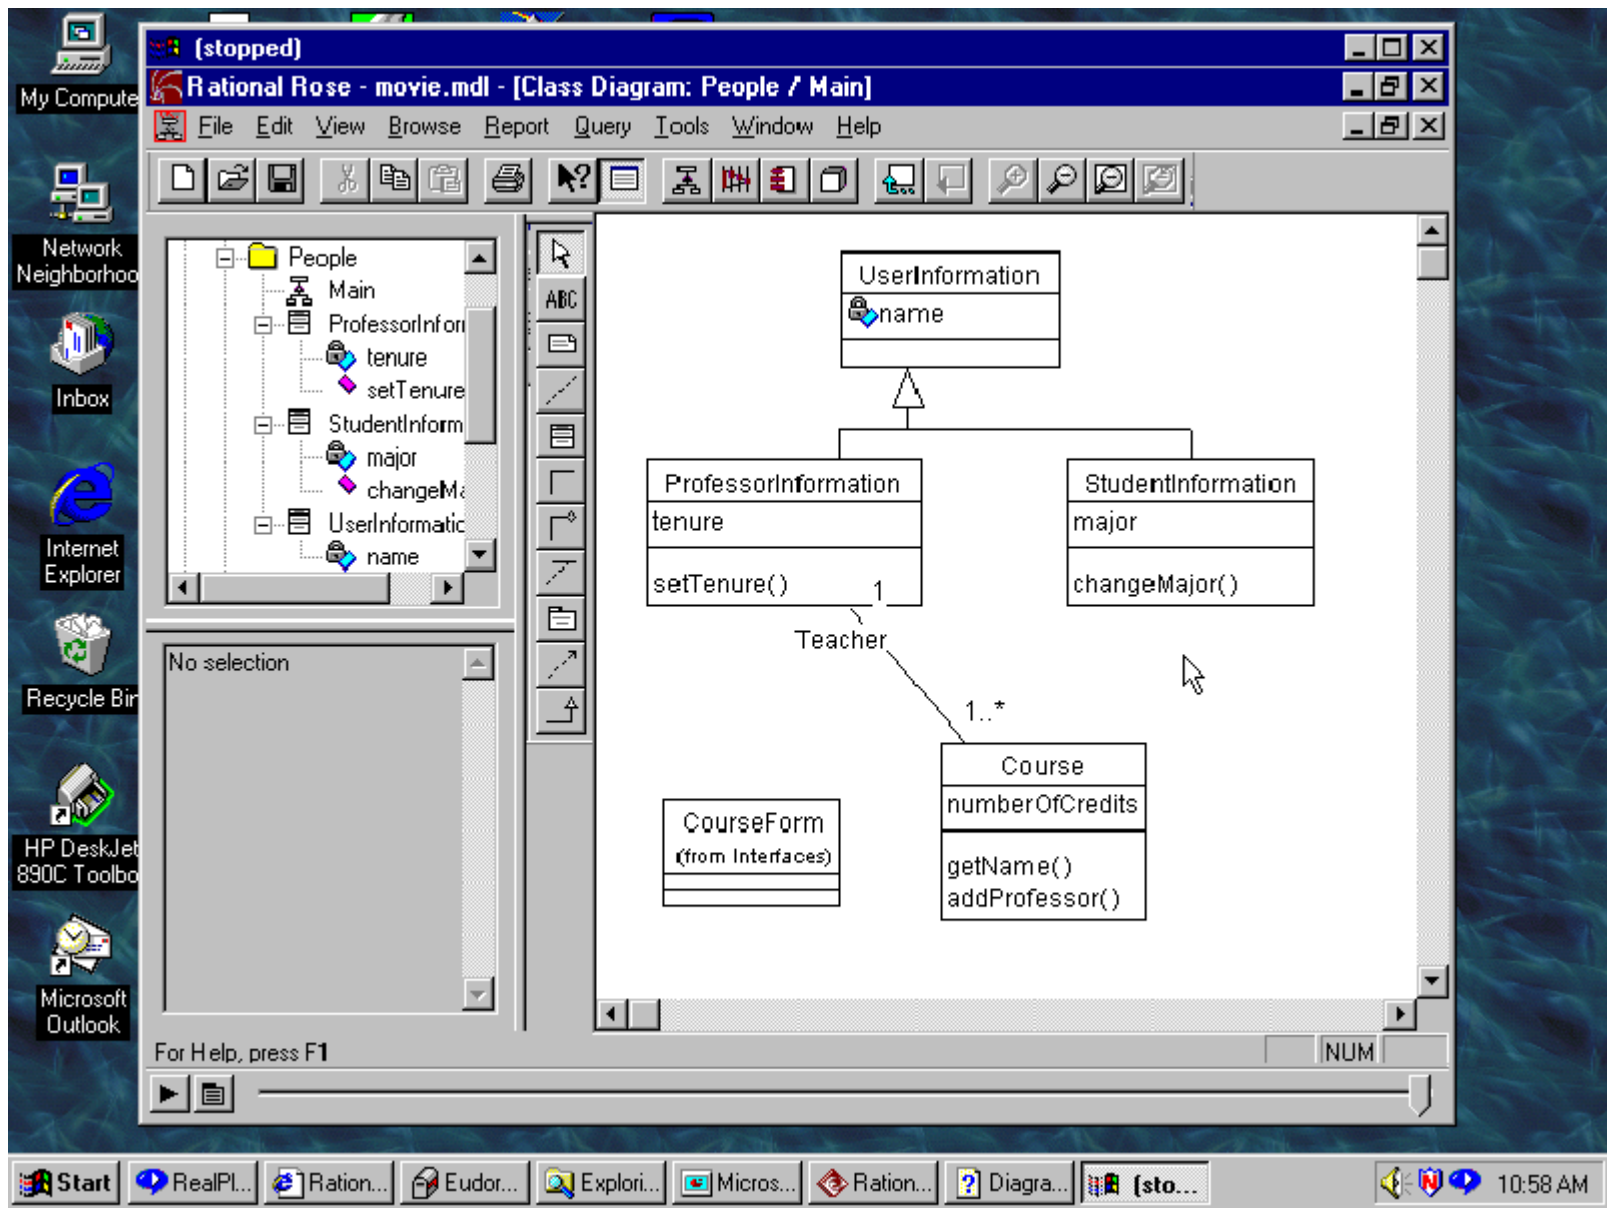 My Compute
Network
Neighborhoo
Inbox
Internet
Explorer
Recycle Bin
HP DeskJet
890C Toolbo
Microsoft
Outlook
(stopped)
Rational Rose - movie.mdl - [Class Diagram: People / Main]
File Edit View Browse Report Query Tools Window Help
People
Main
ProfessorInfor
tenure
setTenure
StudentInform
major
changeMa
UserInformatic
name
ABC
No selection
UserInformation
name
ProfessorInformation
tenure
setTenure()
1
StudentInformation
major
changeMajor()
Teacher
1..*
Course
numberOfCredits
getName()
addProfessor()
CourseForm
(from Interfaces)
For Help, press F1
NUM
Start
RealPl...
Ration...
Eudor...
Explori...
Micros...
Ration...
Diagra...
(sto...
10:58 AM